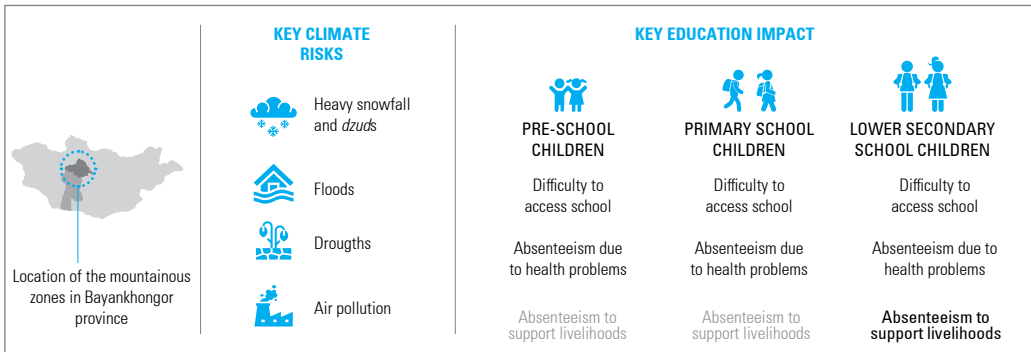 KEY CLIMATE
RISKS
Heavy snowfall
and dzuds
Floods
Drougths
Air pollution
Location of the mountainous
zones in Bayankhongor
province
KEY EDUCATION IMPACT
PRE-SCHOOL
CHILDREN
Difficulty to
access school
Absenteeism due
to health problems
Absenteeism to
support livelihoods
PRIMARY SCHOOL
CHILDREN
Difficulty to
access school
Absenteeism due
to health problems
Absenteeism to
support livelihoods
LOWER SECONDARY
SCHOOL CHILDREN
Difficulty to
access school
Absenteeism due to
health problems
Absenteeism to
support livelihoods